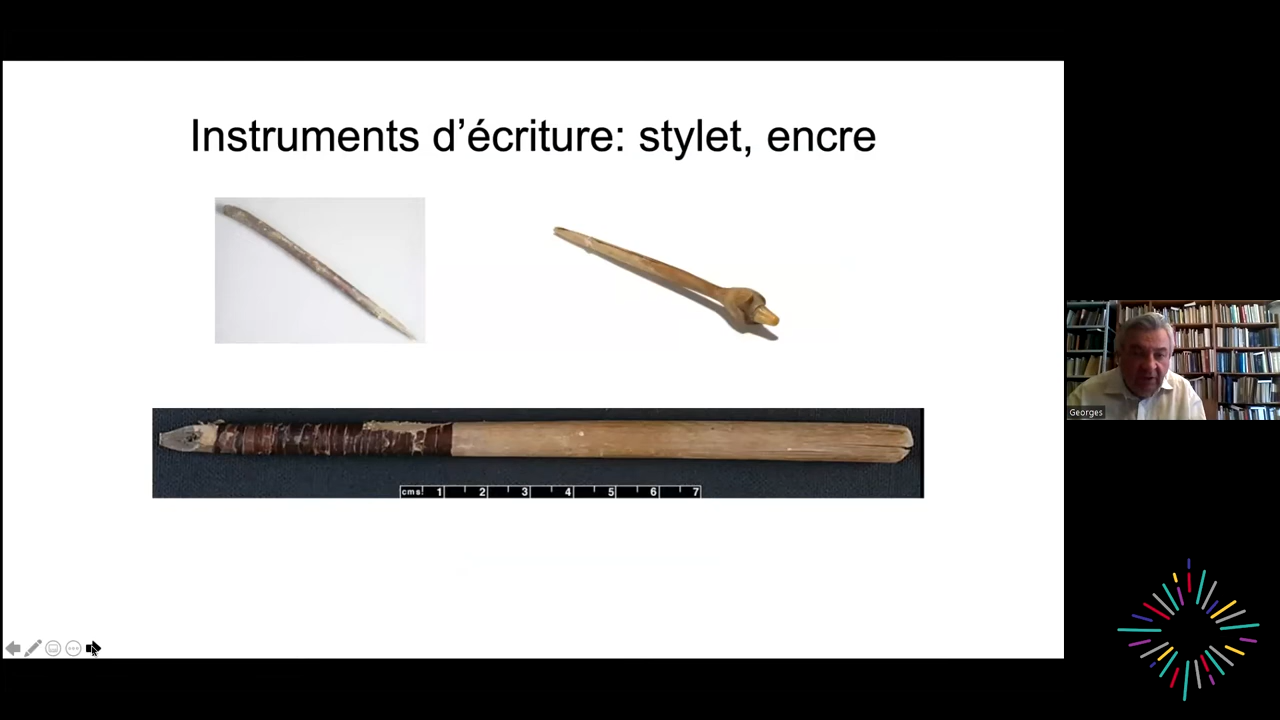 Instruments d’écriture: stylet, encre
cms 1 2 3 4 5 6 7
Georges